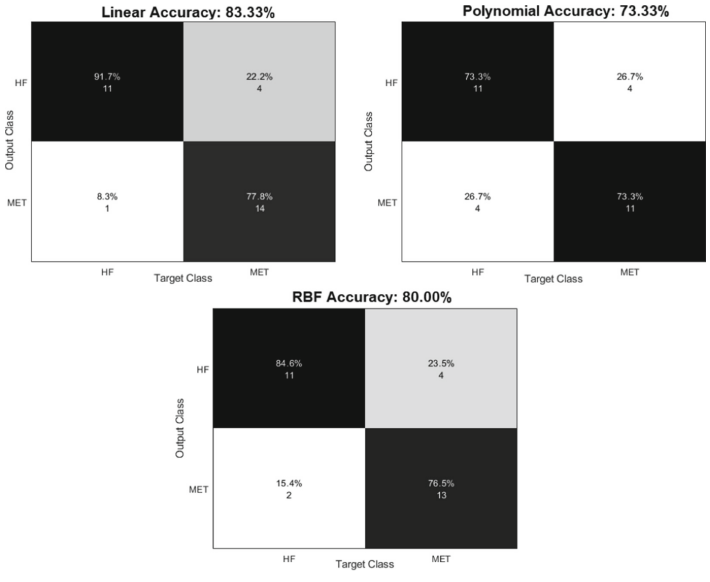 Linear Accuracy: 83.33%
HF
91.7%
11
22.2%
4
Output Class
MET
8.3%
1
77.8%
14
HF
MET
Target Class
Polynomial Accuracy: 73.33%
HF
73.3%
11
26.7%
4
Output Class
MET
26.7%
4
73.3%
11
HF
MET
Target Class
RBF Accuracy: 80.00%
HF
84.6%
11
23.5%
4
Output Class
MET
15.4%
2
76.5%
13
HF
MET
Target Class